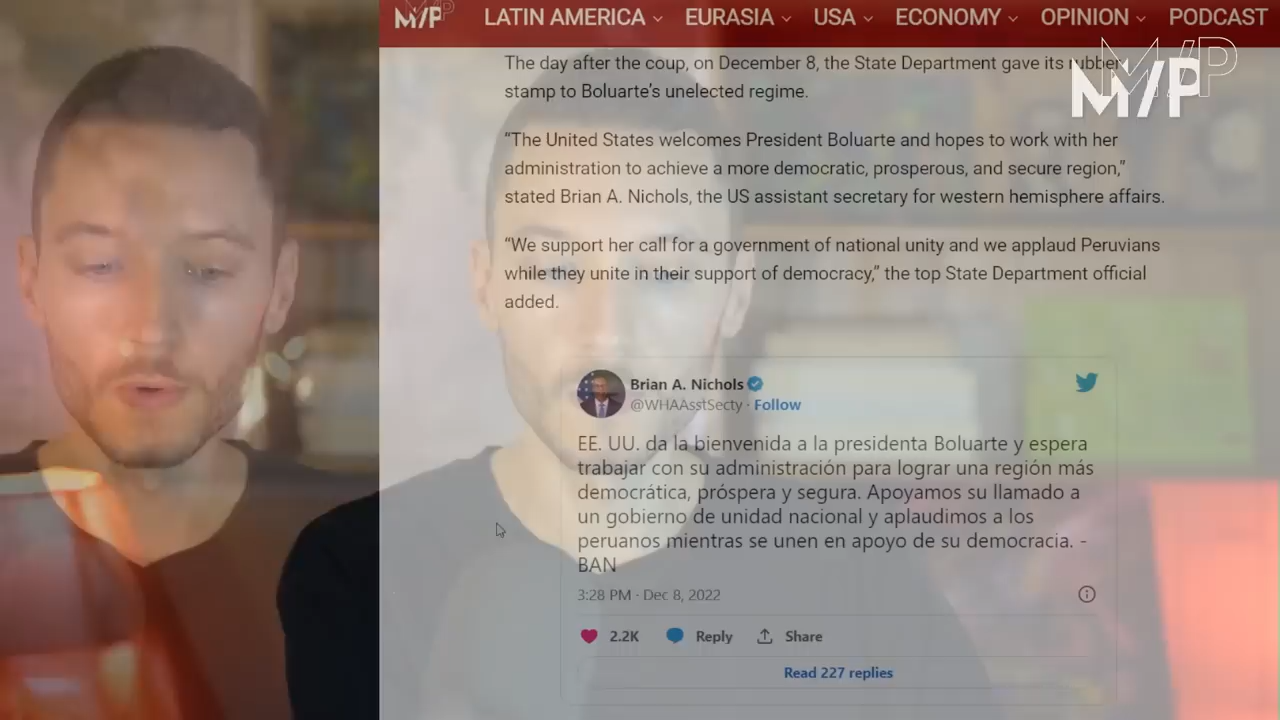 M/P LATIN AMERICA EURASIA USA ECONOMY OPINION PODCAST
M/P
The day after the coup, on December 8, the State Department gave its rubber
stamp to Boluarte’s unelected regime.
“The United States welcomes President Boluarte and hopes to work with her
administration to achieve a more democratic, prosperous, and secure region,”
stated Brian A. Nichols, the US assistant secretary for western hemisphere affairs.
“We support her call for a government of national unity and we applaud Peruvians
while they unite in their support of democracy,” the top State Department official
added.
Brian A. Nichols
@WHAAsstSecty · Follow
EE. UU. da la bienvenida a la presidenta Boluarte y espera
trabajar con su administración para lograr una región más
democrática, próspera y segura. Apoyamos su llamado a
un gobierno de unidad nacional y aplaudimos a los
peruanos mientras se unen en apoyo de su democracia. -
BAN
3:28 PM · Dec 8, 2022
2.2K Reply Share
Read 227 replies